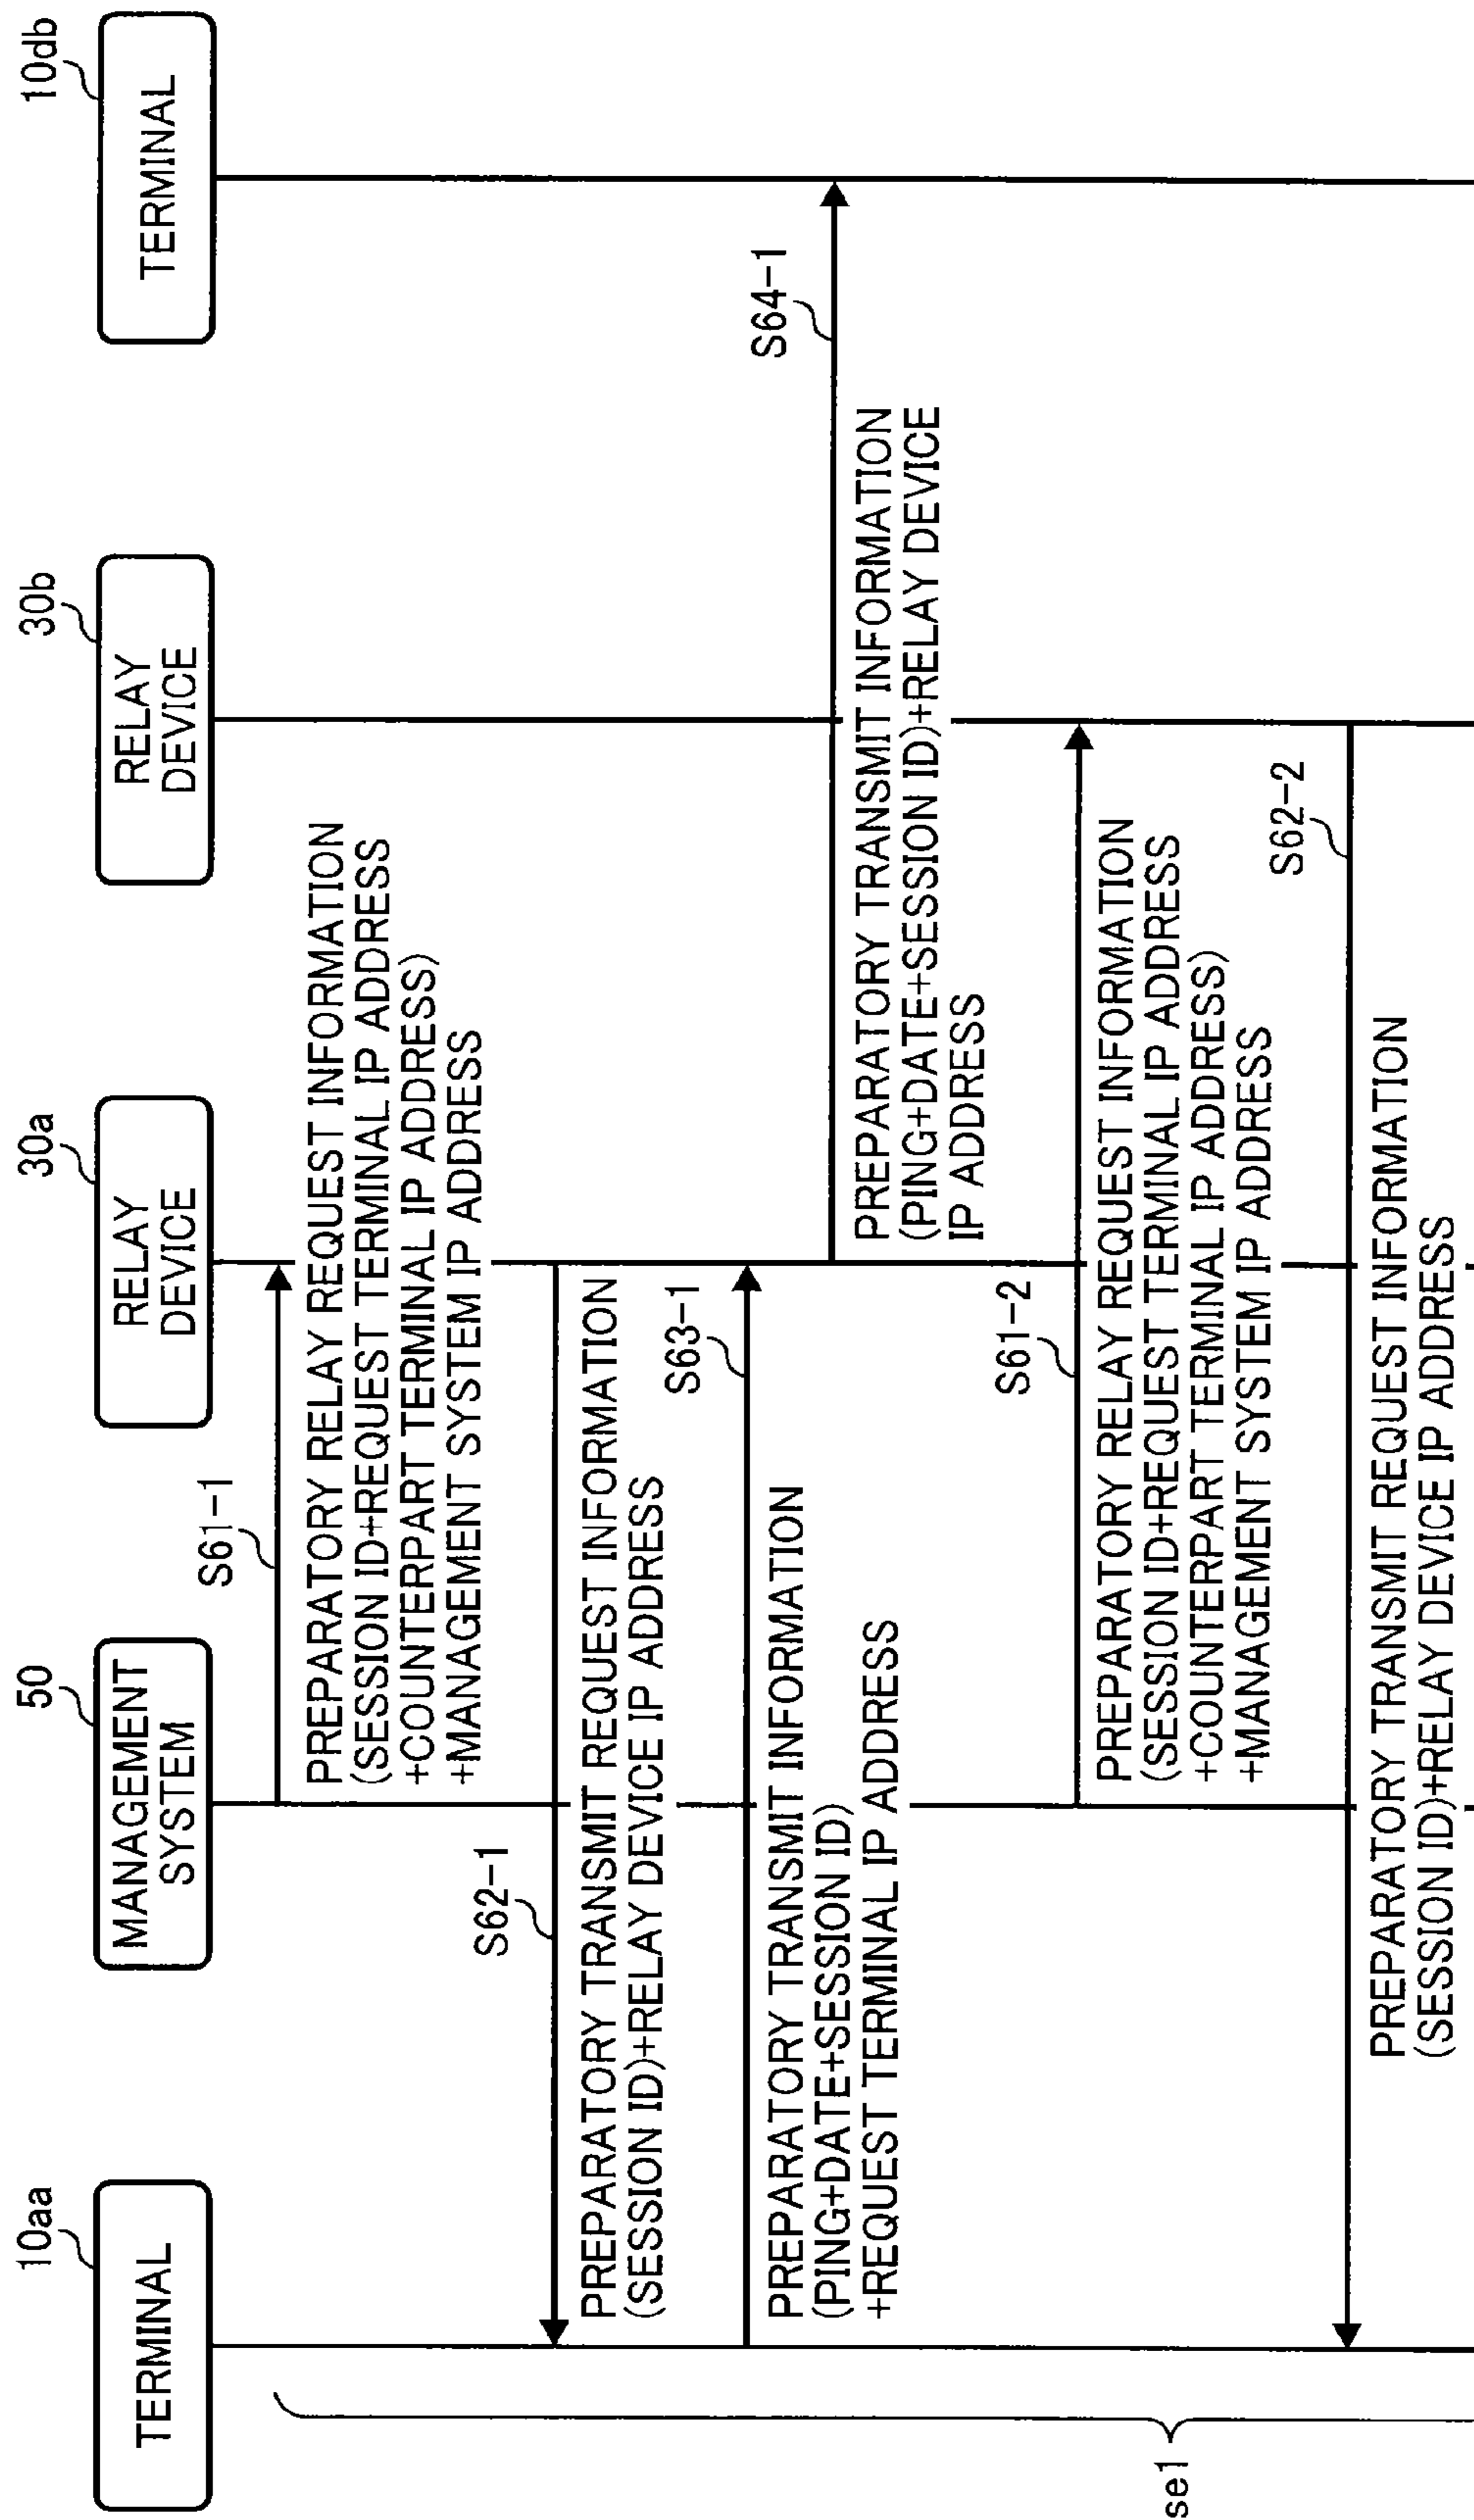 10aa
TERMINAL
50
MANAGEMENT
SYSTEM
30a
RELAY
DEVICE
30b
RELAY
DEVICE
10db
TERMINAL
S61-1
PREPARATORY RELAY REQUEST INFORMATION
(SESSION ID+REQUEST TERMINAL IP ADDRESS
+COUNTERPART TERMINAL IP ADDRESS)
+MANAGEMENT SYSTEM IP ADDRESS
S62-1
PREPARATORY TRANSMIT REQUEST INFORMATION
(SESSION ID)+RELAY DEVICE IP ADDRESS
S63-1
PREPARATORY TRANSMIT INFORMATION
(PING+DATE+SESSION ID)
+REQUEST TERMINAL IP ADDRESS
S64-1
PREPARATORY TRANSMIT INFORMATION
(PING+DATE+SESSION ID)+RELAY DEVICE
IP ADDRESS
S61-2
PREPARATORY RELAY REQUEST INFORMATION
(SESSION ID+REQUEST TERMINAL IP ADDRESS
+COUNTERPART TERMINAL IP ADDRESS)
+MANAGEMENT SYSTEM IP ADDRESS
S62-2
PREPARATORY TRANSMIT REQUEST INFORMATION
(SESSION ID)+RELAY DEVICE IP ADDRESS
se1